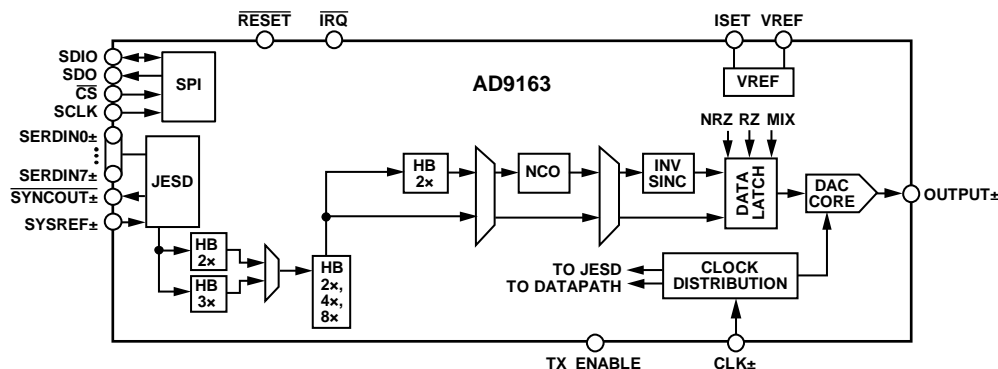 RESET
IRQ
ISET VREF
SDIO
SDO
CS
SCLK
SPI
AD9163
VREF
SERDIN0±
SERDIN7±
SYNCOUT±
SYSREF±
JESD
NRZ RZ MIX
HB
2×
NCO
INV
SINC
DATA
LATCH
DAC
CORE
OUTPUT±
HB
2×
HB
3×
HB
2×,
4×,
8×
TO JESD
TO DATAPATH
CLOCK
DISTRIBUTION
TX ENABLE
CLK±